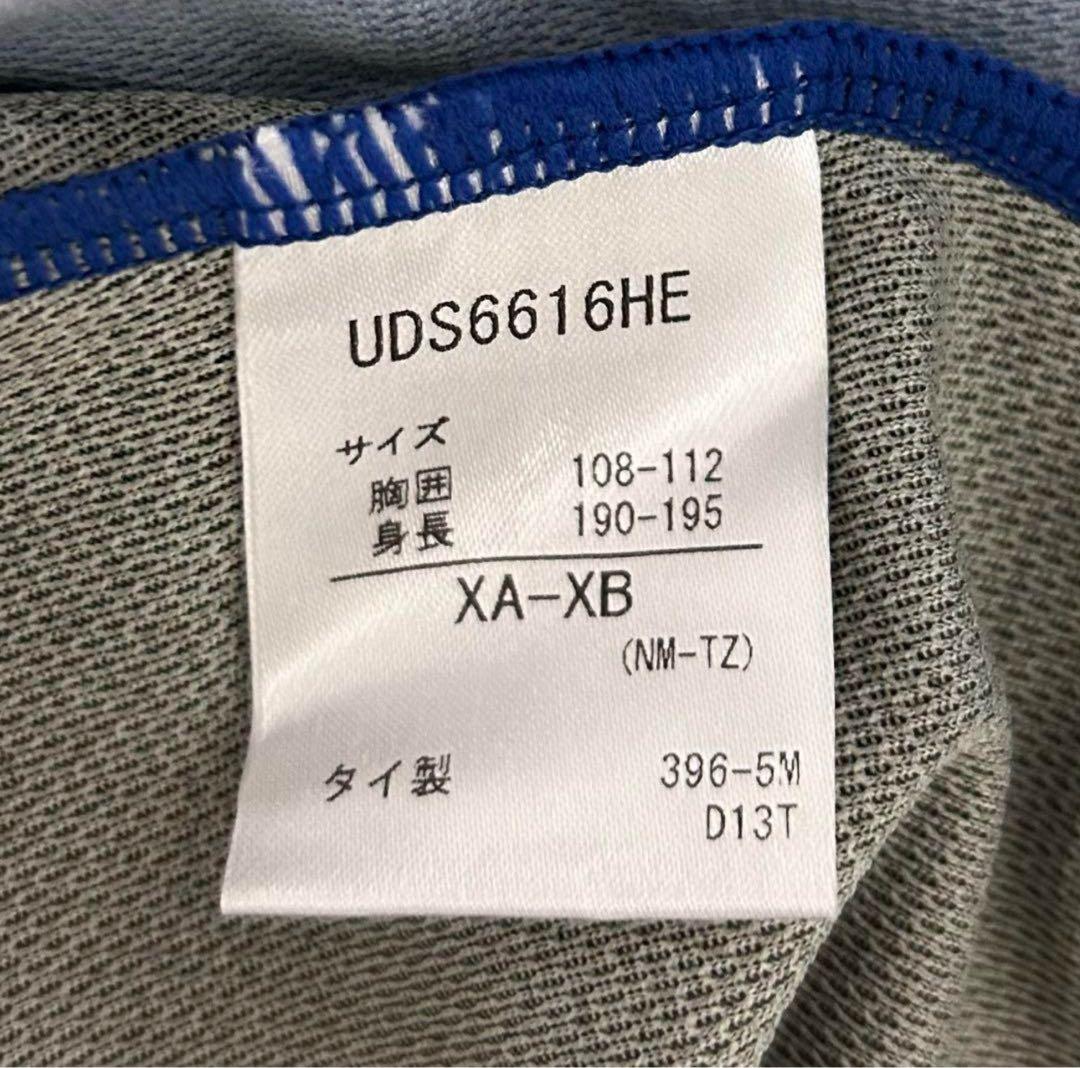 UDS6616HE
サイズ
胸囲 108-112
身長 190-195
XA-XB
(NM-TZ)
タイ製 396-5M
D13T